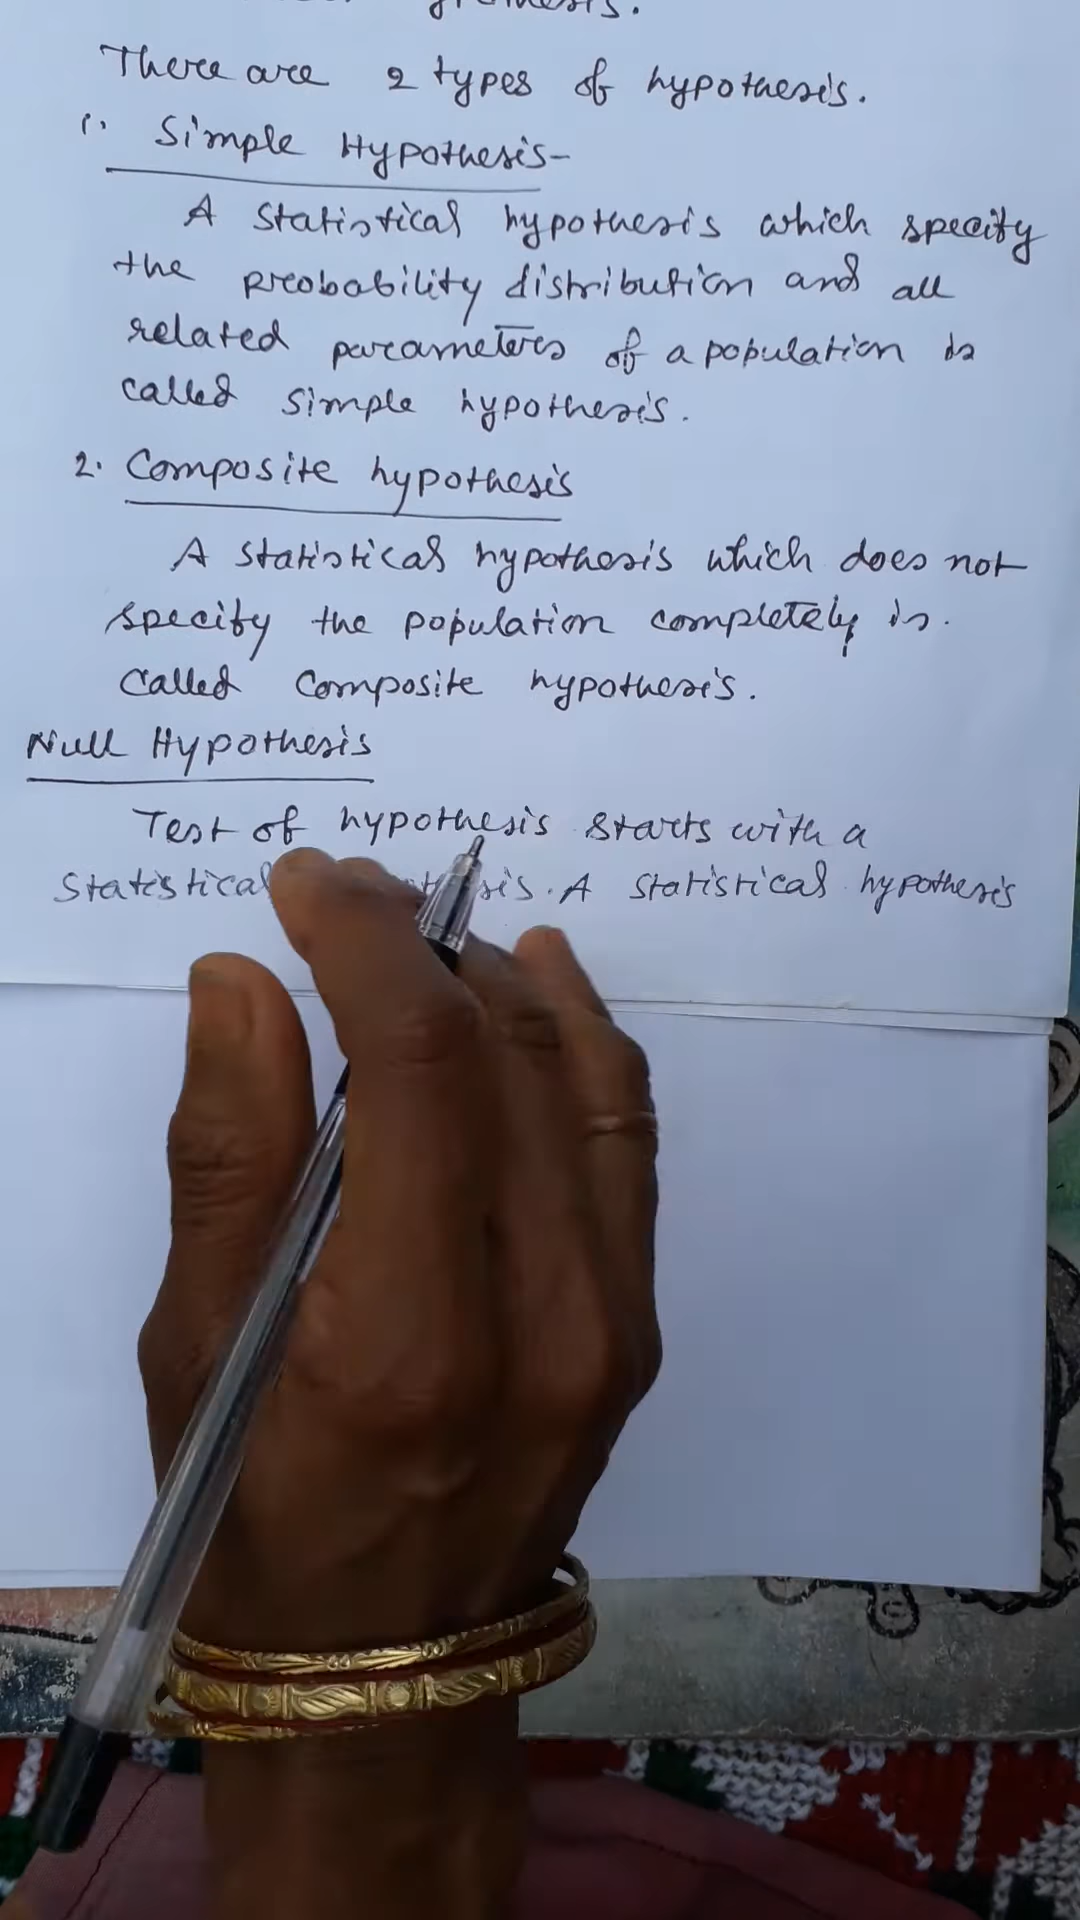 There are 2 types of hypothesis.
1. Simple Hypothesis-
A statistical hypothesis which specify
the probability distribution and all
related parameters of a population is
called simple hypothesis.
2. Composite hypothesis
A statistical hypothesis which does not
specify the population completely is.
called composite hypothesis.
Null Hypothesis
Test of hypothesis starts with a
Statistical A statistical hypothesis